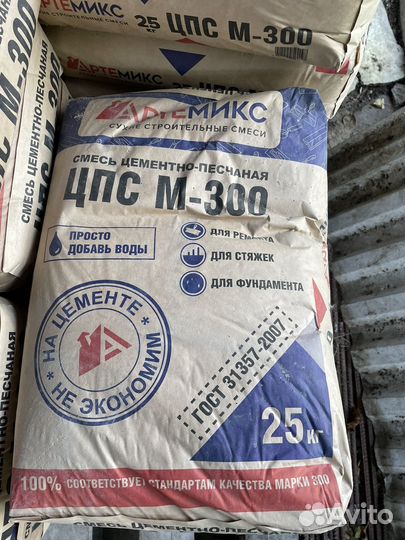 АРТЕМИКС
25 КГ ЦПС М-300
ЦПС М-300
АРТЕМИКС
СУХИЕ СТРОИТЕЛЬНЫЕ СМЕСИ
СМЕСЬ ЦЕМЕНТНО-ПЕСЧАНАЯ
ЦПС М-300
ПРОСТО
ДОБАВЬ ВОДЫ
ДЛЯ РЕМОНТА
ДЛЯ СТЯЖЕК
ДЛЯ ФУНДАМЕНТА
НА ЦЕМЕНТЕ
НЕ ЭКОНОМИМ
ГОСТ 31357-2007
25 КГ
100% СООТВЕТСТВУЕТ СТАНДАРТАМ КАЧЕСТВА МАРКИ 300
СМЕСЬ ЦЕМЕНТНО-ПЕСЧАНАЯ
Avito